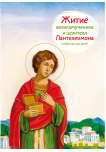 Житие
великомученика и целителя
Пантелеимона
в пересказе для детей